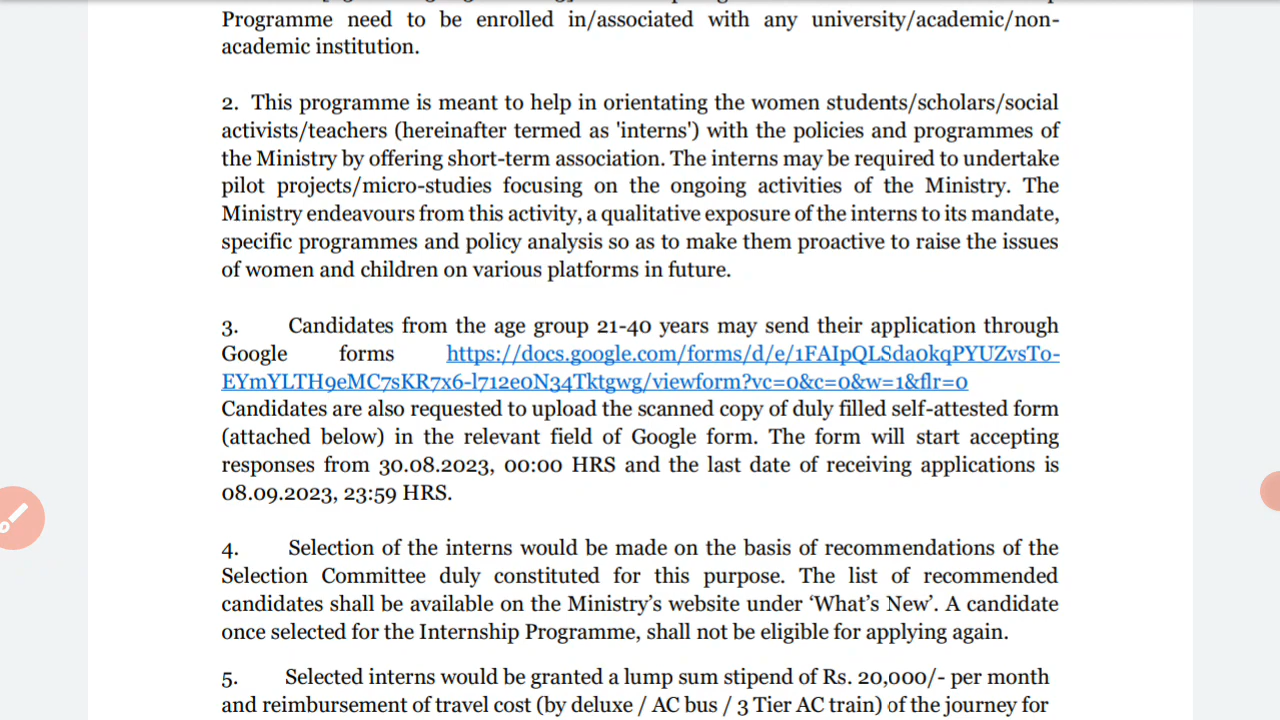 Programme need to be enrolled in/associated with any university/academic/non-
academic institution.
2. This programme is meant to help in orientating the women students/scholars/social
activists/teachers (hereinafter termed as 'interns') with the policies and programmes of
the Ministry by offering short-term association. The interns may be required to undertake
pilot projects/micro-studies focusing on the ongoing activities of the Ministry. The
Ministry endeavours from this activity, a qualitative exposure of the interns to its mandate,
specific programmes and policy analysis so as to make them proactive to raise the issues
of women and children on various platforms in future.
3. Candidates from the age group 21-40 years may send their application through
Google forms https://docs.google.com/forms/d/e/1FAIpQLSda0kqPYUZvsTo-
EYmYLTH9eMC7sKR7x6-l712e0N34Tktgwg/viewform?vc=0&c=0&w=1&flr=0
Candidates are also requested to upload the scanned copy of duly filled self-attested form
(attached below) in the relevant field of Google form. The form will start accepting
responses from 30.08.2023, 00:00 HRS and the last date of receiving applications is
08.09.2023, 23:59 HRS.
4. Selection of the interns would be made on the basis of recommendations of the
Selection Committee duly constituted for this purpose. The list of recommended
candidates shall be available on the Ministry’s website under ‘What’s New’. A candidate
once selected for the Internship Programme, shall not be eligible for applying again.
5. Selected interns would be granted a lump sum stipend of Rs. 20,000/- per month
and reimbursement of travel cost (by deluxe / AC bus / 3 Tier AC train) of the journey for